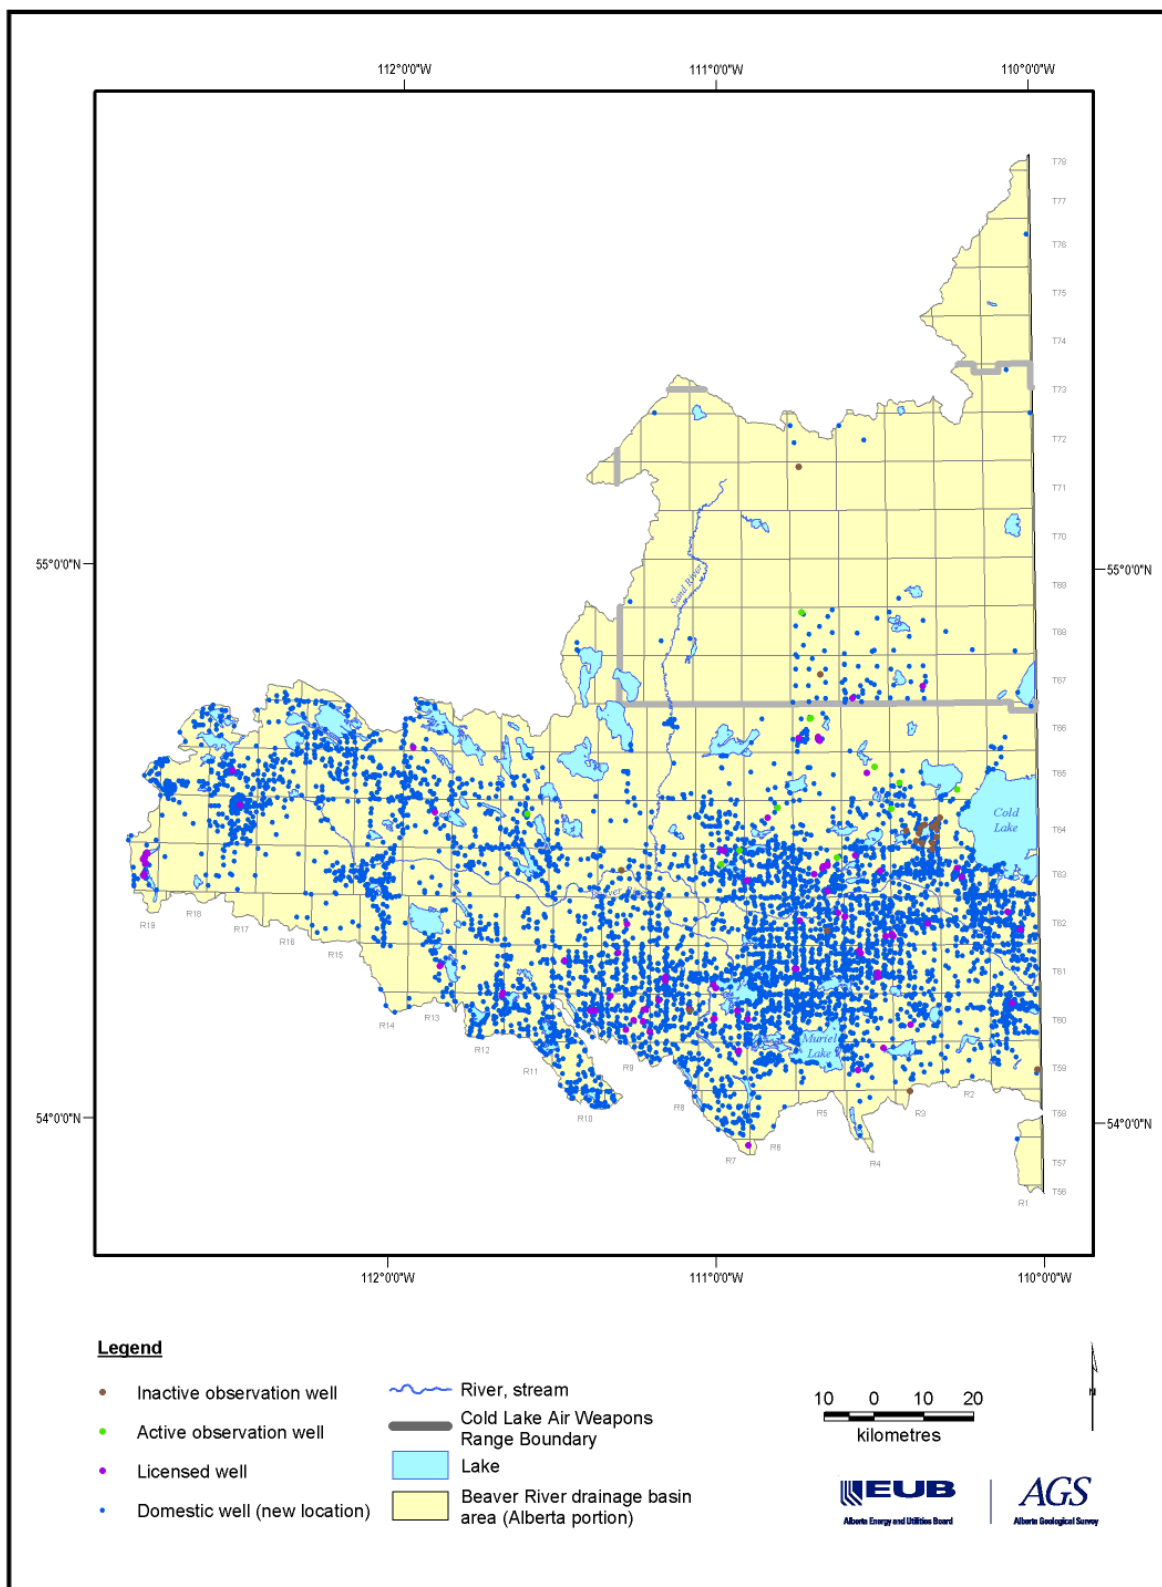 112°0'0"W 111°0'0"W 110°0'0"W
T78
T77
T76
T75
T74
T73
T72
T71
T70
55°0'0"N 55°0'0"N
T69
Sand River
T68
T67
T66
T65
Cold
Lake
T64
T63
Beaver River
R19 R18 R17 R16 R15 T62
T61
R14 R13 T60
R12 Muriel
Lake
R11 R9 T59
R10 R8 R5 R3 R2 T58
54°0'0"N 54°0'0"N
R7 R6 R4 T57
T56
R1
112°0'0"W 111°0'0"W 110°0'0"W
Legend
Inactive observation well
Active observation well
Licensed well
Domestic well (new location)
River, stream
Cold Lake Air Weapons
Range Boundary
Lake
Beaver River drainage basin
area (Alberta portion)
10 0 10 20
kilometres
N
EUB
Alberta Energy and Utilities Board
AGS
Alberta Geological Survey